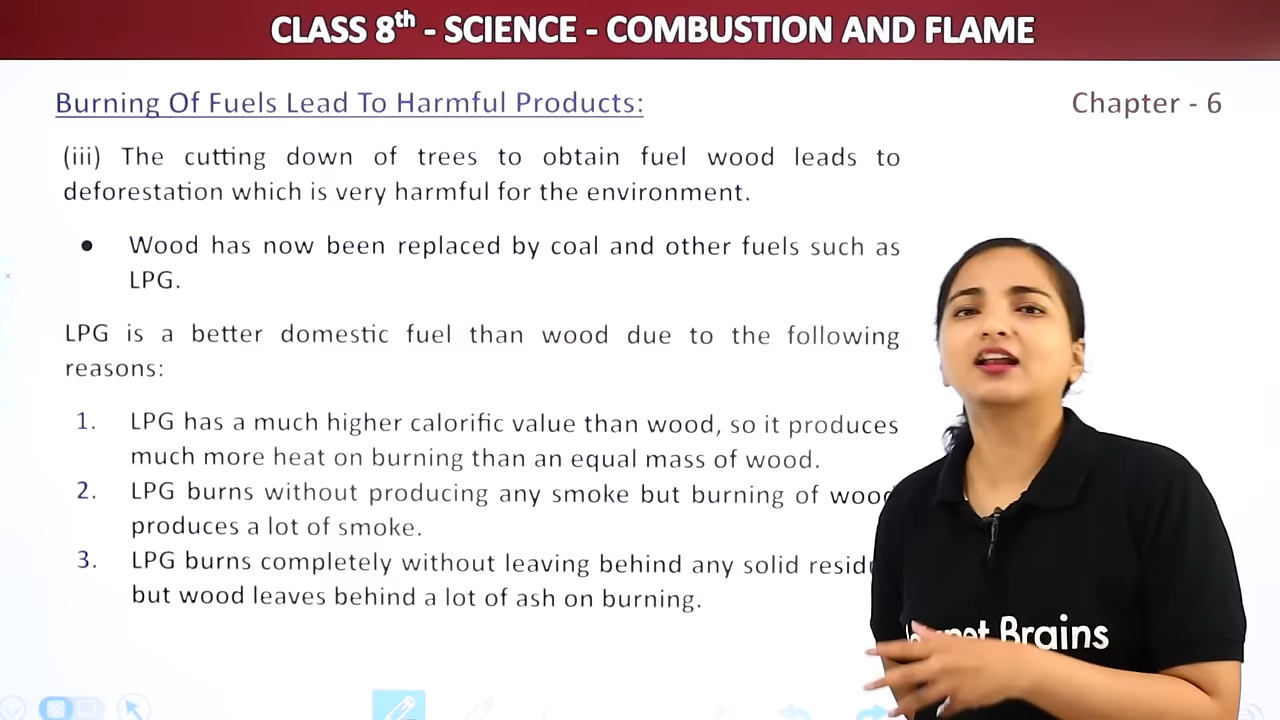 CLASS 8th - SCIENCE - COMBUSTION AND FLAME
Burning Of Fuels Lead To Harmful Products:
Chapter - 6
(iii) The cutting down of trees to obtain fuel wood leads to
deforestation which is very harmful for the environment.
● Wood has now been replaced by coal and other fuels such as
LPG.
LPG is a better domestic fuel than wood due to the following
reasons:
1. LPG has a much higher calorific value than wood, so it produces
much more heat on burning than an equal mass of wood.
2. LPG burns without producing any smoke but burning of wood
produces a lot of smoke.
3. LPG burns completely without leaving behind any solid
but wood leaves behind a lot of ash on burning.
Brains